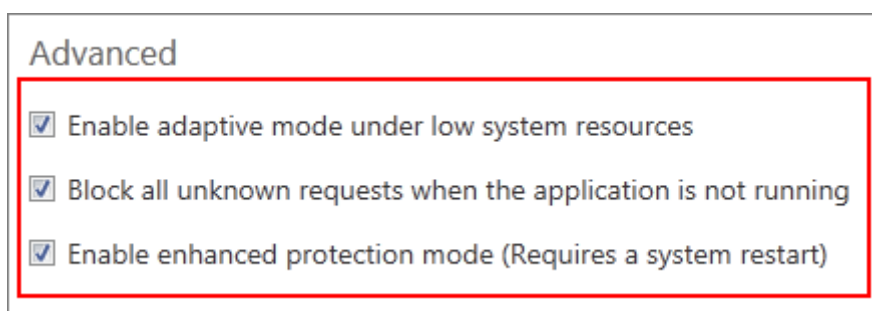 Advanced
Enable adaptive mode under low system resources
Block all unknown requests when the application is not running
Enable enhanced protection mode (Requires a system restart)